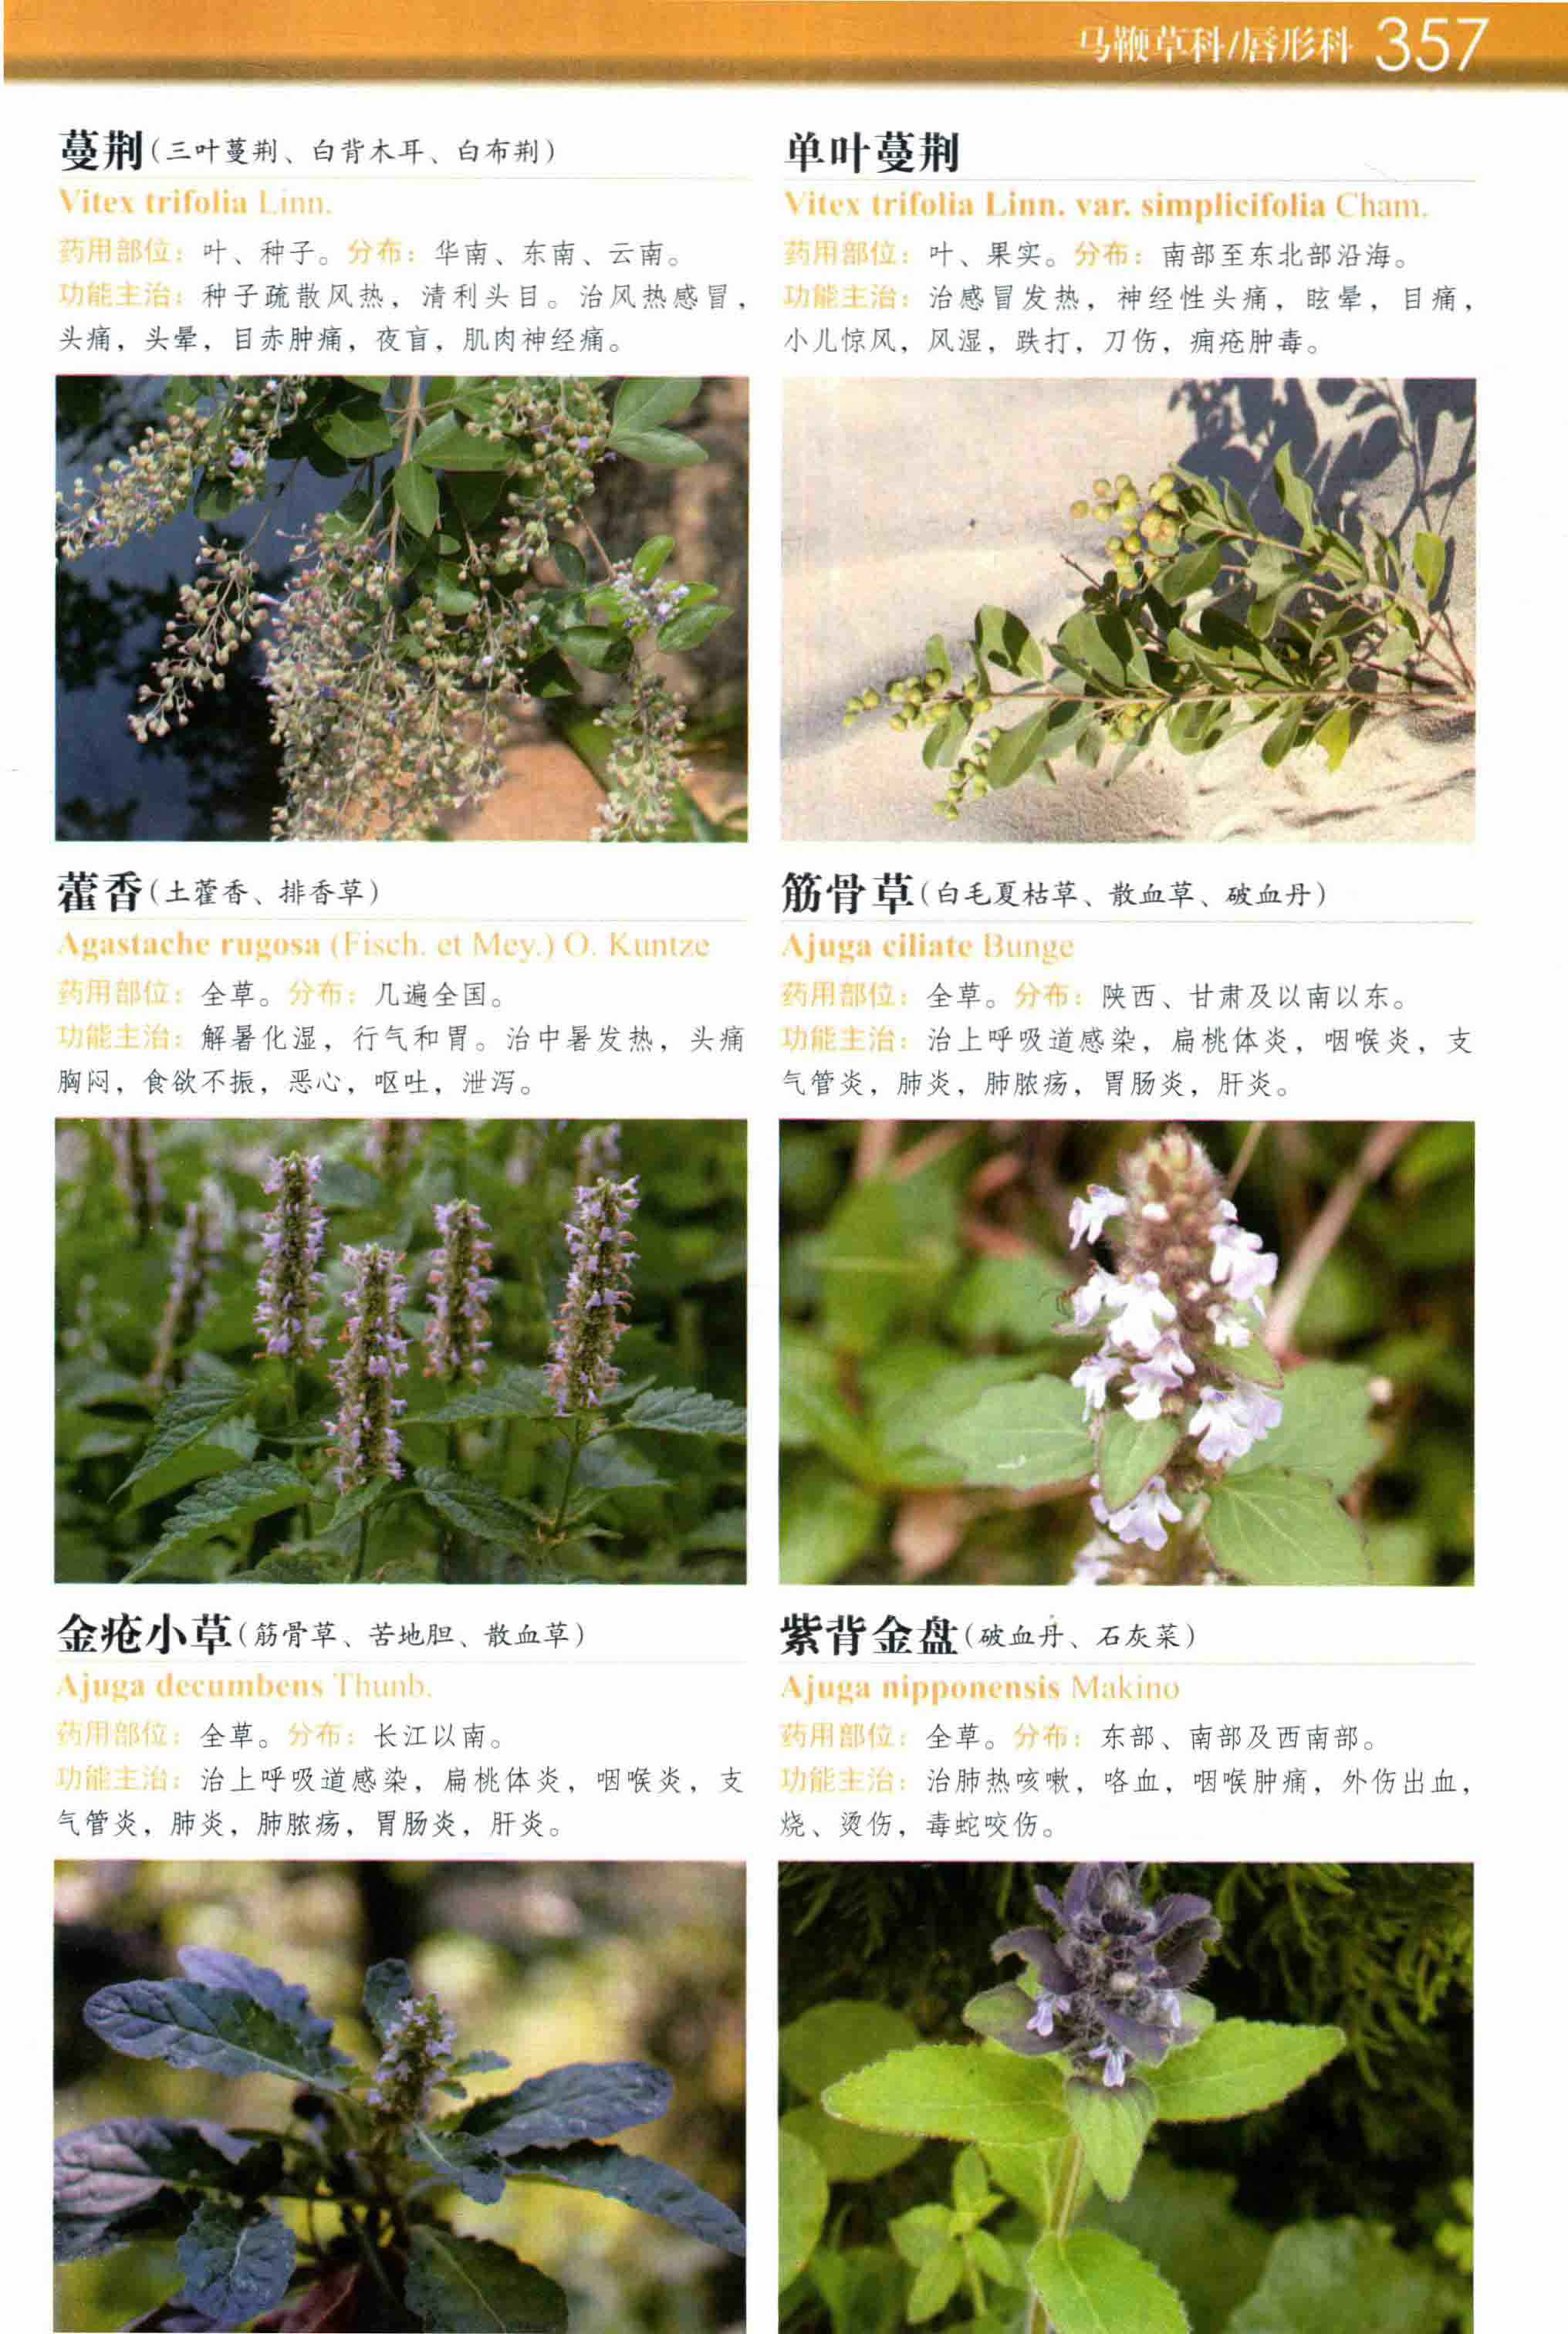 马鞭草科/唇形科 357
蔓荆(三叶蔓荆、白背木耳、白布荆)
Vitex trifolia Linn.
药用部位：叶、种子。分布：华南、东南、云南。
功能主治：种子疏散风热，清利头目。治风热感冒，
头痛，头晕，目赤肿痛，夜盲，肌肉神经痛。
单叶蔓荆
Vitex trifolia Linn. var. simplicifolia Cham.
药用部位：叶、果实。分布：南部至东北部沿海。
功能主治：治感冒发热，神经性头痛，眩晕，目痛，
小儿惊风，风湿，跌打，刀伤，痈疮肿毒。
藿香(土藿香、排香草)
Agastache rugosa (Fisch. et Mey.) O. Kuntze
药用部位：全草。分布：几遍全国。
功能主治：解暑化湿，行气和胃。治中暑发热，头痛
胸闷，食欲不振，恶心，呕吐，泄泻。
筋骨草(白毛夏枯草、散血草、破血丹)
Ajuga ciliate Bunge
药用部位：全草。分布：陕西、甘肃及以南以东。
功能主治：治上呼吸道感染，扁桃体炎，咽喉炎，支
气管炎，肺炎，肺脓疡，胃肠炎，肝炎。
金疮小草(筋骨草、苦地胆、散血草)
Ajuga decumbens Thunb.
药用部位：全草。分布：长江以南。
功能主治：治上呼吸道感染，扁桃体炎，咽喉炎，支
气管炎，肺炎，肺脓疡，胃肠炎，肝炎。
紫背金盘(破血丹、石灰菜)
Ajuga nipponensis Makino
药用部位：全草。分布：东部、南部及西南部。
功能主治：治肺热咳嗽，咯血，咽喉肿痛，外伤出血，
烧、烫伤，毒蛇咬伤。